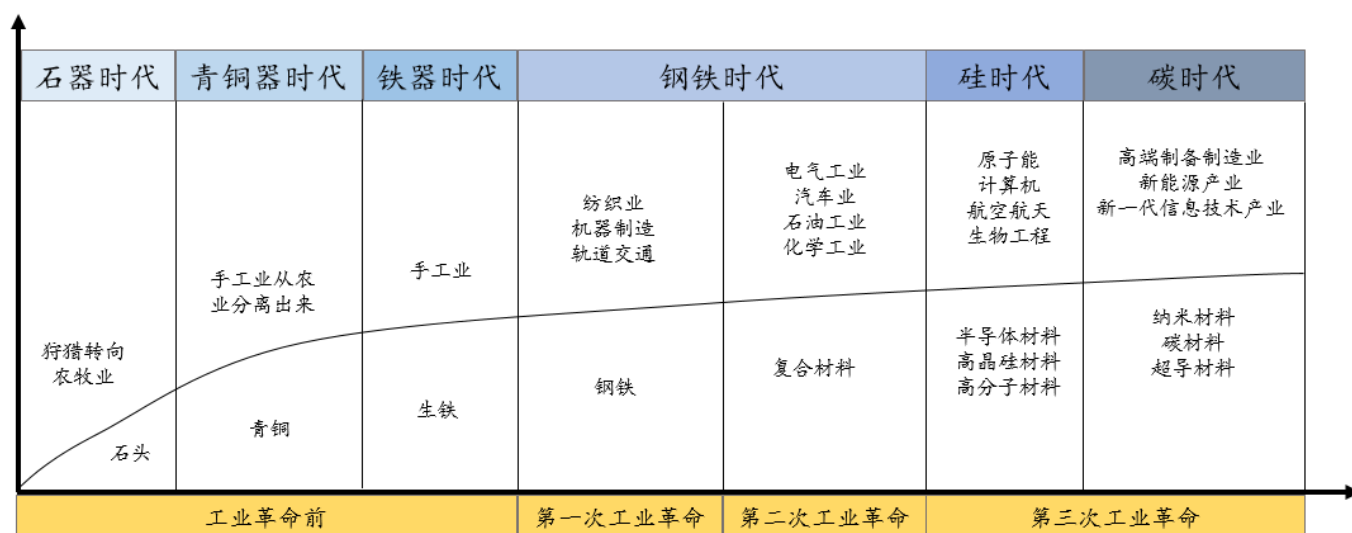 石器时代
青铜器时代
铁器时代
钢铁时代
硅时代
碳时代
狩猎转向
农牧业
手工业从农
业分离出来
手工业
纺织业
机器制造
轨道交通
电气工业
汽车业
石油工业
化学工业
原子能
计算机
航空航天
生物工程
高端制备制造业
新能源产业
新一代信息技术产业
石头
青铜
生铁
钢铁
复合材料
半导体材料
高晶硅材料
高分子材料
纳米材料
碳材料
超导材料
工业革命前
第一次工业革命
第二次工业革命
第三次工业革命